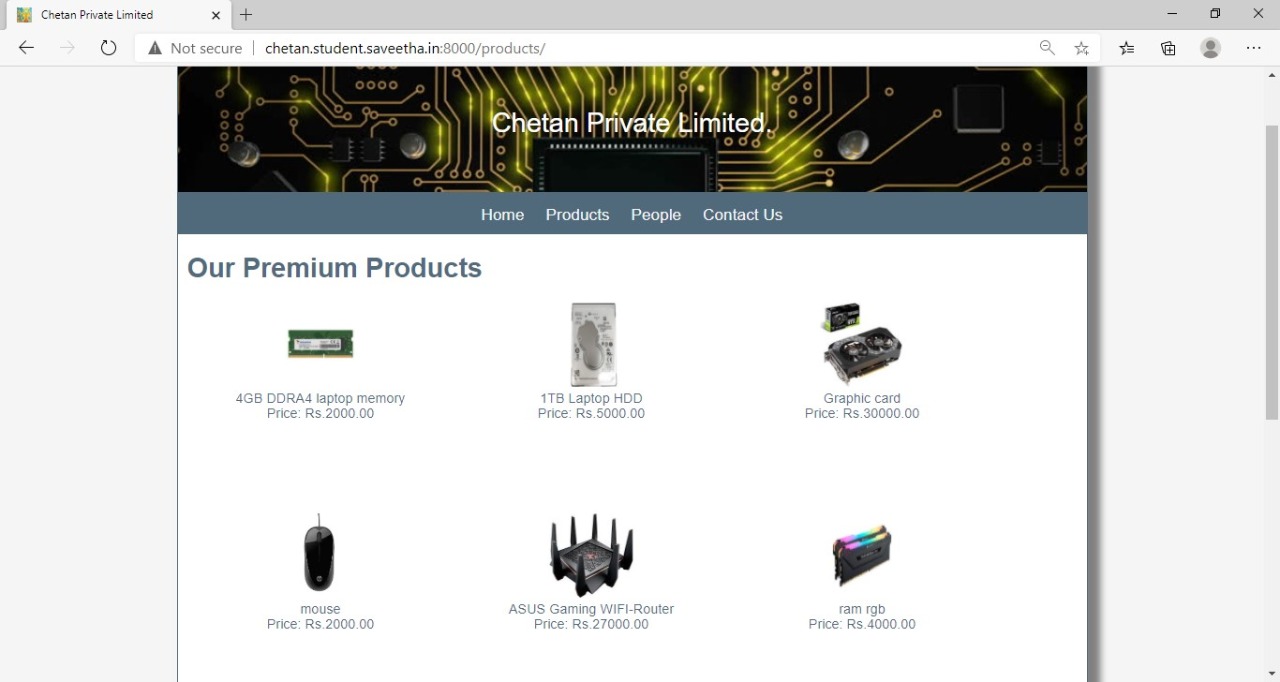 Chetan Private Limited
Not secure
chetan.student.saveetha.in:8000/products/
Chetan Private Limited.
Home Products People Contact Us
Our Premium Products
4GB DDRA4 laptop memory
Price: Rs.2000.00
1TB Laptop HDD
Price: Rs.5000.00
Graphic card
Price: Rs.30000.00
mouse
Price: Rs.2000.00
ASUS Gaming WIFI-Router
Price: Rs.27000.00
ram rgb
Price: Rs.4000.00